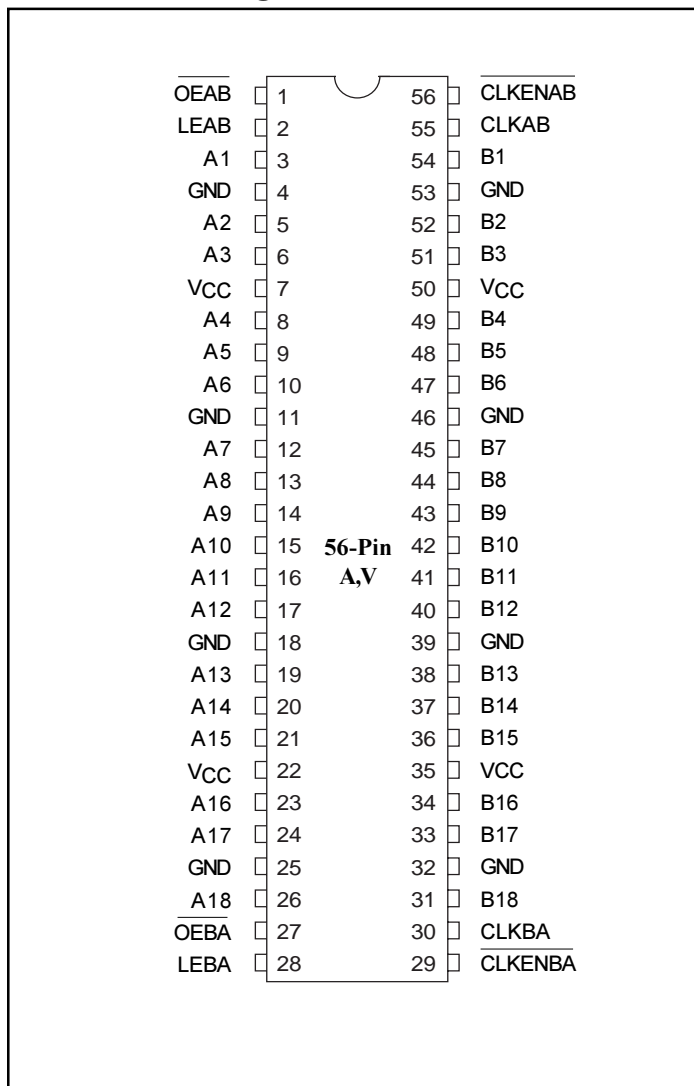 OEAB 1 56 CLKENAB
LEAB 2 55 CLKAB
A1 3 54 B1
GND 4 53 GND
A2 5 52 B2
A3 6 51 B3
VCC 7 50 VCC
A4 8 49 B4
A5 9 48 B5
A6 10 47 B6
GND 11 46 GND
A7 12 45 B7
A8 13 44 B8
A9 14 43 B9
A10 15 56-Pin 42 B10
A11 16 A,V 41 B11
A12 17 40 B12
GND 18 39 GND
A13 19 38 B13
A14 20 37 B14
A15 21 36 B15
VCC 22 35 VCC
A16 23 34 B16
A17 24 33 B17
GND 25 32 GND
A18 26 31 B18
OEBA 27 30 CLKBA
LEBA 28 29 CLKENBA